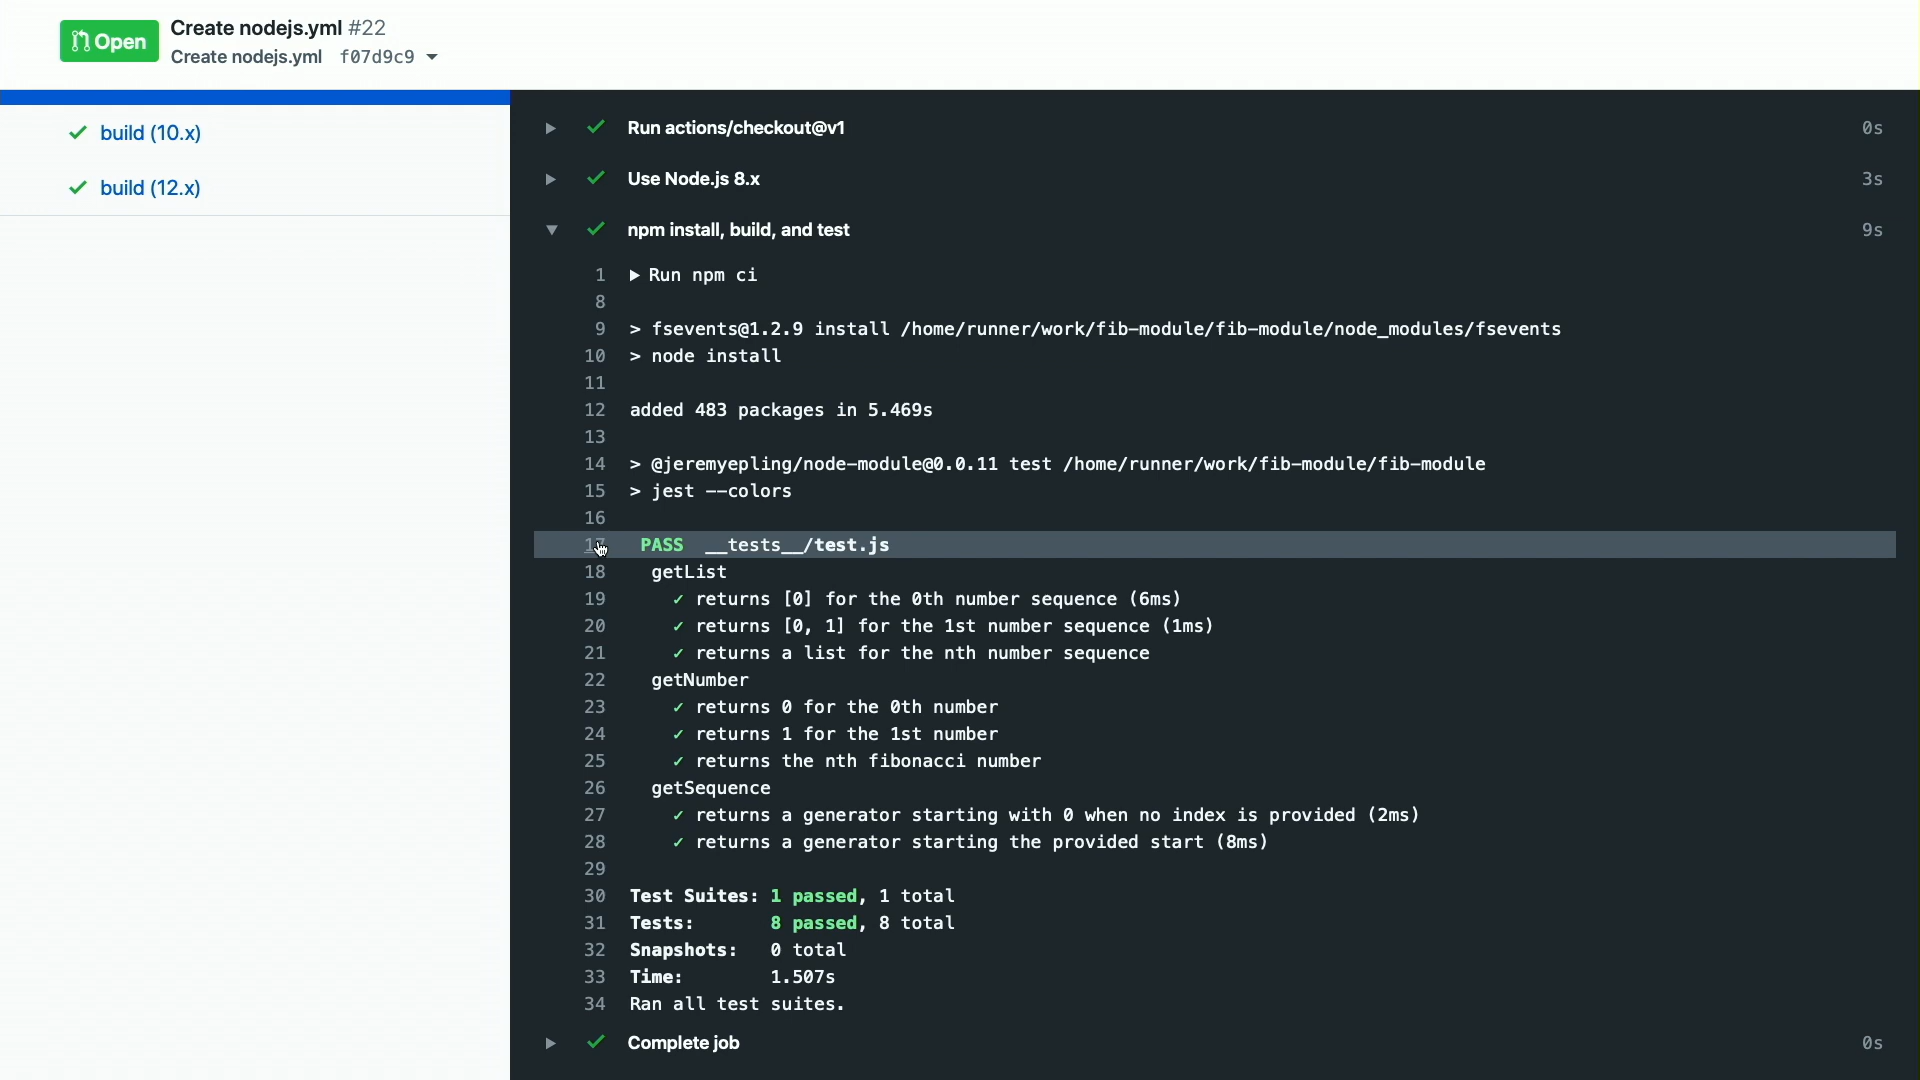 Open
Create nodejs.yml #22
Create nodejs.yml f07d9c9
build (10.x)
build (12.x)
Run actions/checkout@v1 0s
Use Node.js 8.x 3s
npm install, build, and test 9s
1 ▶ Run npm ci
8
9 > fsevents@1.2.9 install /home/runner/work/fib-module/fib-module/node_modules/fsevents
10 > node install
11
12 added 483 packages in 5.469s
13
14 > @jeremyepling/node-module@0.0.11 test /home/runner/work/fib-module/fib-module
15 > jest --colors
16
17 PASS __tests__/test.js
18 getList
19 ✓ returns [0] for the 0th number sequence (6ms)
20 ✓ returns [0, 1] for the 1st number sequence (1ms)
21 ✓ returns a list for the nth number sequence
22 getNumber
23 ✓ returns 0 for the 0th number
24 ✓ returns 1 for the 1st number
25 ✓ returns the nth fibonacci number
26 getSequence
27 ✓ returns a generator starting with 0 when no index is provided (2ms)
28 ✓ returns a generator starting the provided start (8ms)
29
30 Test Suites: 1 passed, 1 total
31 Tests: 8 passed, 8 total
32 Snapshots: 0 total
33 Time: 1.507s
34 Ran all test suites.
Complete job 0s